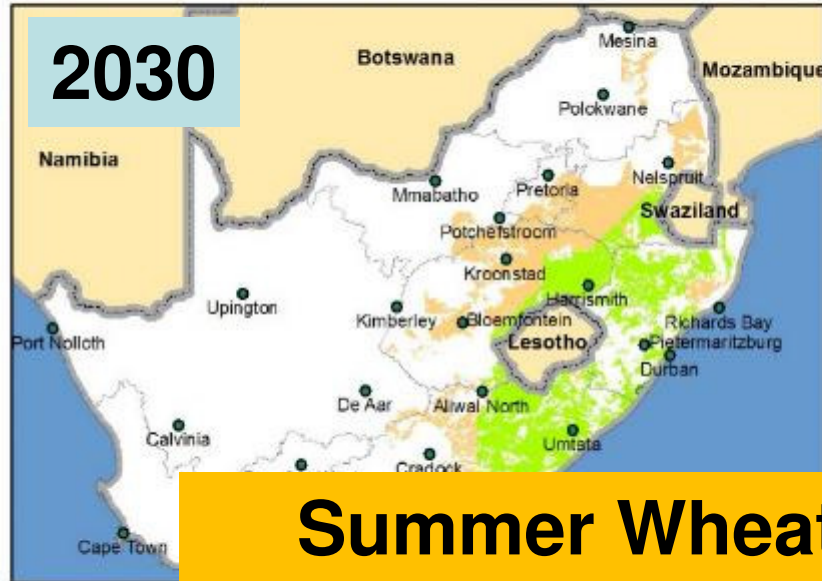 2030
Mesina
Botswana
Mozambique
Polokwane
Namibia
Nelspruit
Mmabatho
Pretoria
Swaziland
Potchefstroom
Kroonstad
Harrismith
Upington
Kimberley
Bloemfontein
Richards Bay
Port Nolloth
Lesotho
Pietermaritzburg
Durban
De Aar
Aliwal North
Calvinia
Umtata
Cradock
Summer Wheat
Cape Town